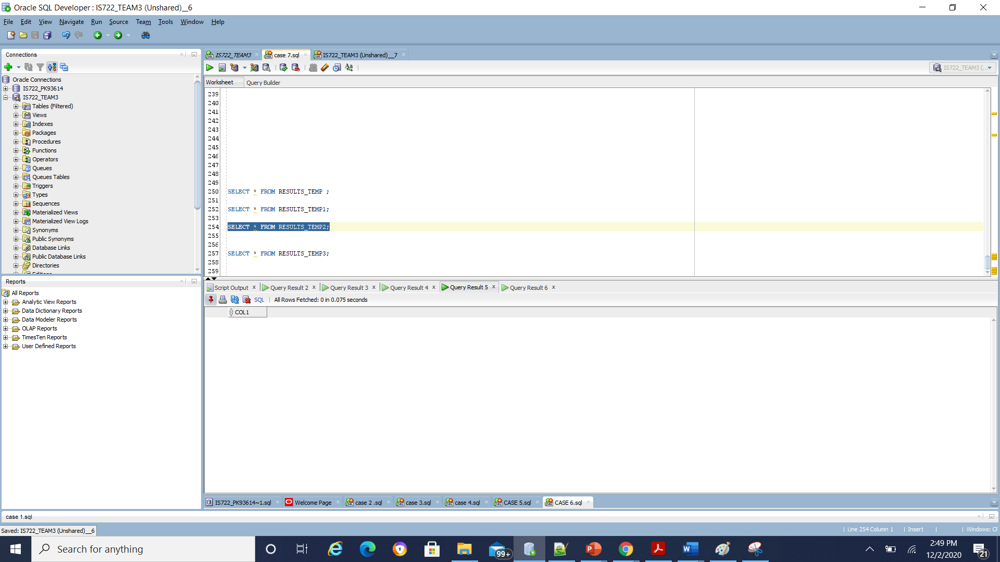 Oracle SQL Developer : IS722_TEAM3 (Unshared)__6
File Edit View Navigate Run Source Team Tools Window Help
Connections
Oracle Connections
IS722_PK93614
IS722_TEAM3
Tables (Filtered)
Views
Indexes
Packages
Procedures
Functions
Operators
Queues
Queues Tables
Triggers
Types
Sequences
Materialized Views
Materialized View Logs
Synonyms
Public Synonyms
Database Links
Public Database Links
Directories
Reports
All Reports
Analytic View Reports
Data Dictionary Reports
Data Modeler Reports
OLAP Reports
TimesTen Reports
User Defined Reports
IS722_TEAM3 case 7.sql IS722_TEAM3 (Unshared)__7
IS722_TEAM3 (...
Worksheet Query Builder
239
240
241
242
243
244
245
246
247
248
249
250 SELECT * FROM RESULTS_TEMP ;
251
252 SELECT * FROM RESULTS_TEMP1;
253
254 SELECT * FROM RESULTS_TEMP2;
255
256
257 SELECT * FROM RESULTS_TEMP3;
258
259
Script Output x Query Result 2 x Query Result 3 x Query Result 4 x Query Result 5 x Query Result 6 x
SQL All Rows Fetched: 0 in 0.075 seconds
COL1
IS722_PK93614~1.sql Welcome Page case 2 .sql case 3.sql case 4.sql CASE 5.sql CASE 6.sql
case 1.sql
Saved: IS722_TEAM3 (Unshared)__6
Line 254 Column 1 Insert Windows: CF
Search for anything
99+
2:49 PM
12/2/2020
21